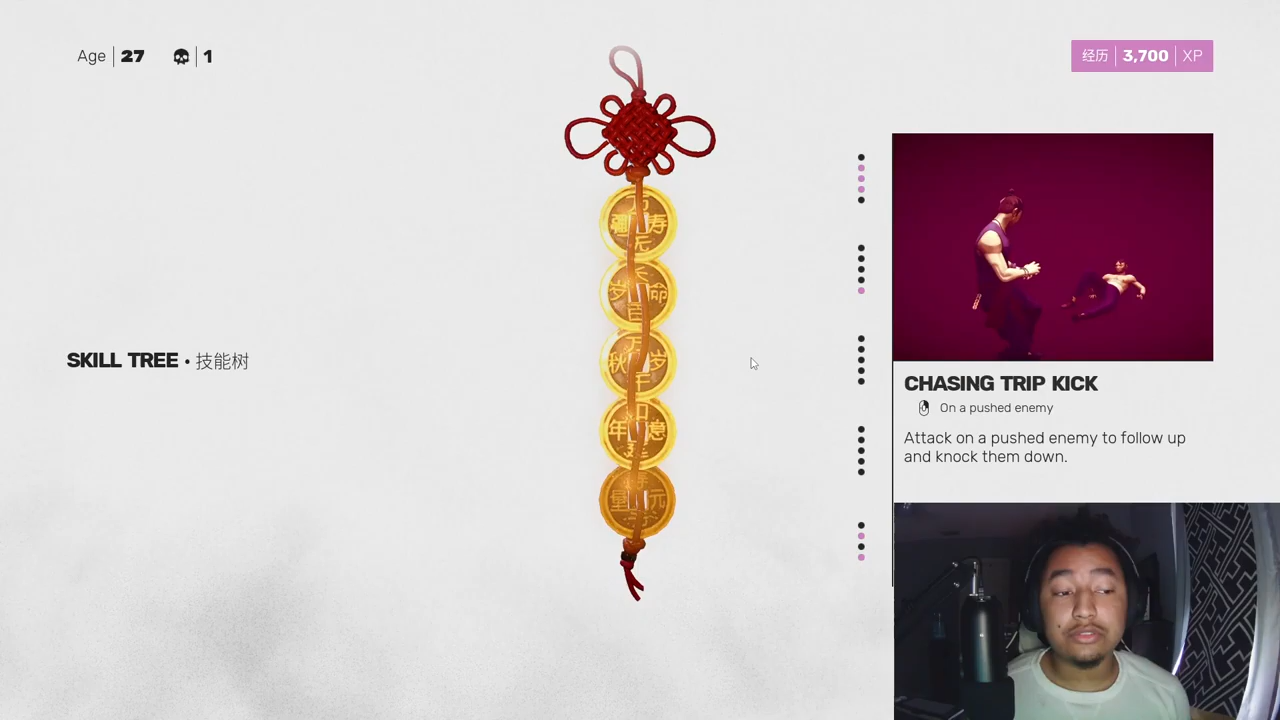 Age 27 1
经历 3,700 XP
SKILL TREE • 技能树
CHASING TRIP KICK
On a pushed enemy
Attack on a pushed enemy to follow up
and knock them down.